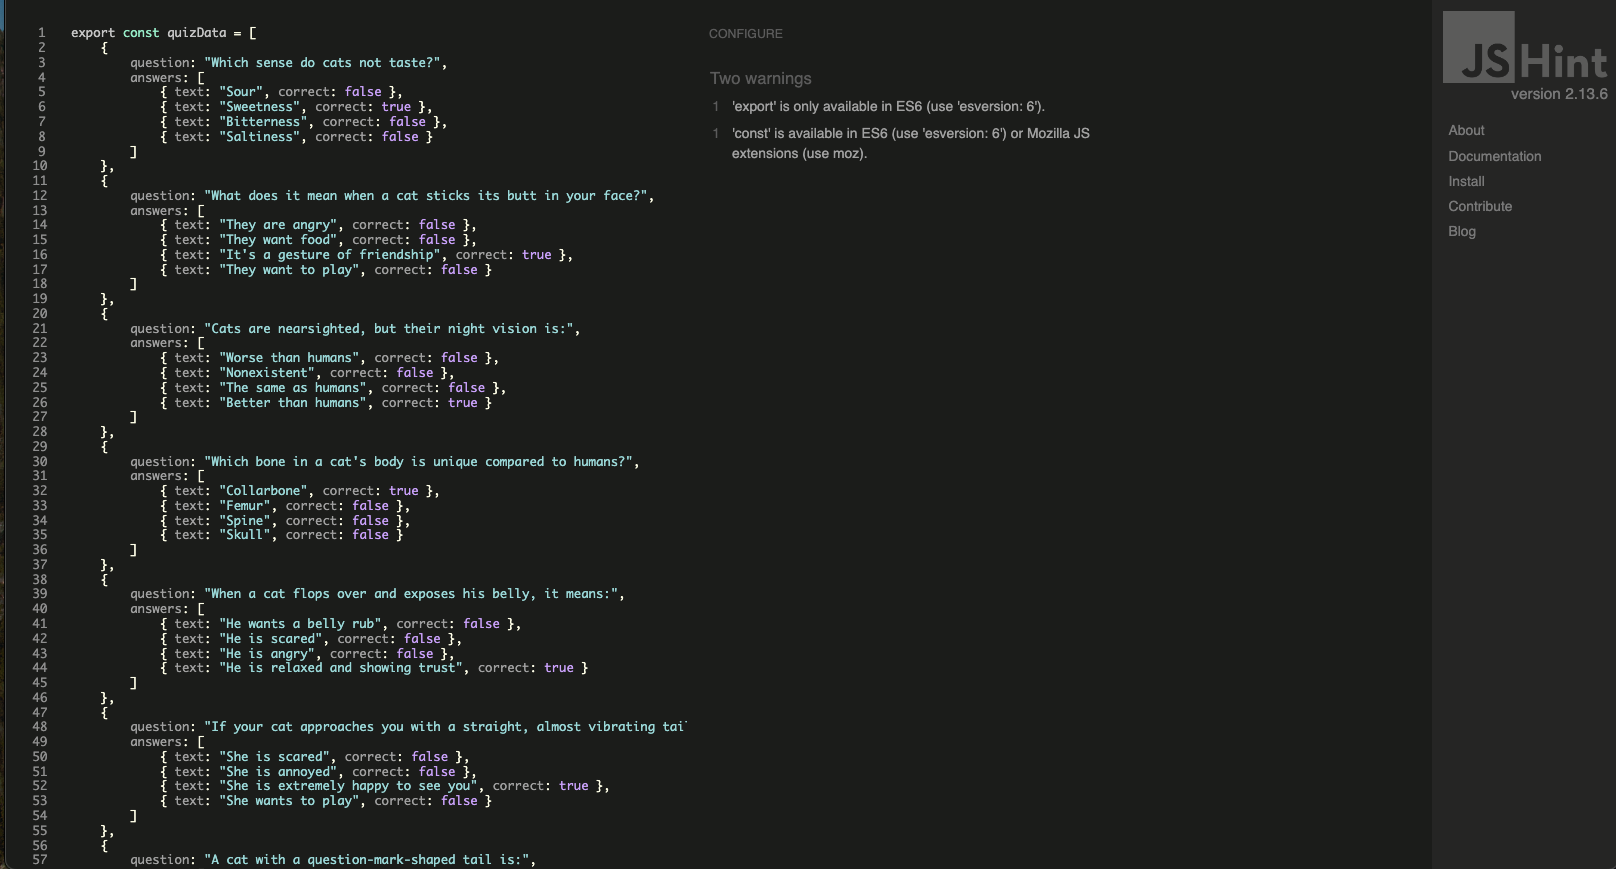 1 export const quizData = [
2 {
3 question: "Which sense do cats not taste?",
4 answers: [
5 { text: "Sour", correct: false },
6 { text: "Sweetness", correct: true },
7 { text: "Bitterness", correct: false },
8 { text: "Saltiness", correct: false }
9 ]
10 },
11 {
12 question: "What does it mean when a cat sticks its butt in your face?",
13 answers: [
14 { text: "They are angry", correct: false },
15 { text: "They want food", correct: false },
16 { text: "It's a gesture of friendship", correct: true },
17 { text: "They want to play", correct: false }
18 ]
19 },
20 {
21 question: "Cats are nearsighted, but their night vision is:",
22 answers: [
23 { text: "Worse than humans", correct: false },
24 { text: "Nonexistent", correct: false },
25 { text: "The same as humans", correct: false },
26 { text: "Better than humans", correct: true }
27 ]
28 },
29 {
30 question: "Which bone in a cat's body is unique compared to humans?",
31 answers: [
32 { text: "Collarbone", correct: true },
33 { text: "Femur", correct: false },
34 { text: "Spine", correct: false },
35 { text: "Skull", correct: false }
36 ]
37 },
38 {
39 question: "When a cat flops over and exposes his belly, it means:",
40 answers: [
41 { text: "He wants a belly rub", correct: false },
42 { text: "He is scared", correct: false },
43 { text: "He is angry", correct: false },
44 { text: "He is relaxed and showing trust", correct: true }
45 ]
46 },
47 {
48 question: "If your cat approaches you with a straight, almost vibrating tai
49 answers: [
50 { text: "She is scared", correct: false },
51 { text: "She is annoyed", correct: false },
52 { text: "She is extremely happy to see you", correct: true },
53 { text: "She wants to play", correct: false }
54 ]
55 },
56 {
57 question: "A cat with a question-mark-shaped tail is:",
CONFIGURE
Two warnings
1 'export' is only available in ES6 (use 'esversion: 6').
1 'const' is available in ES6 (use 'esversion: 6') or Mozilla JS
extensions (use moz).
JSHint
version 2.13.6
About
Documentation
Install
Contribute
Blog